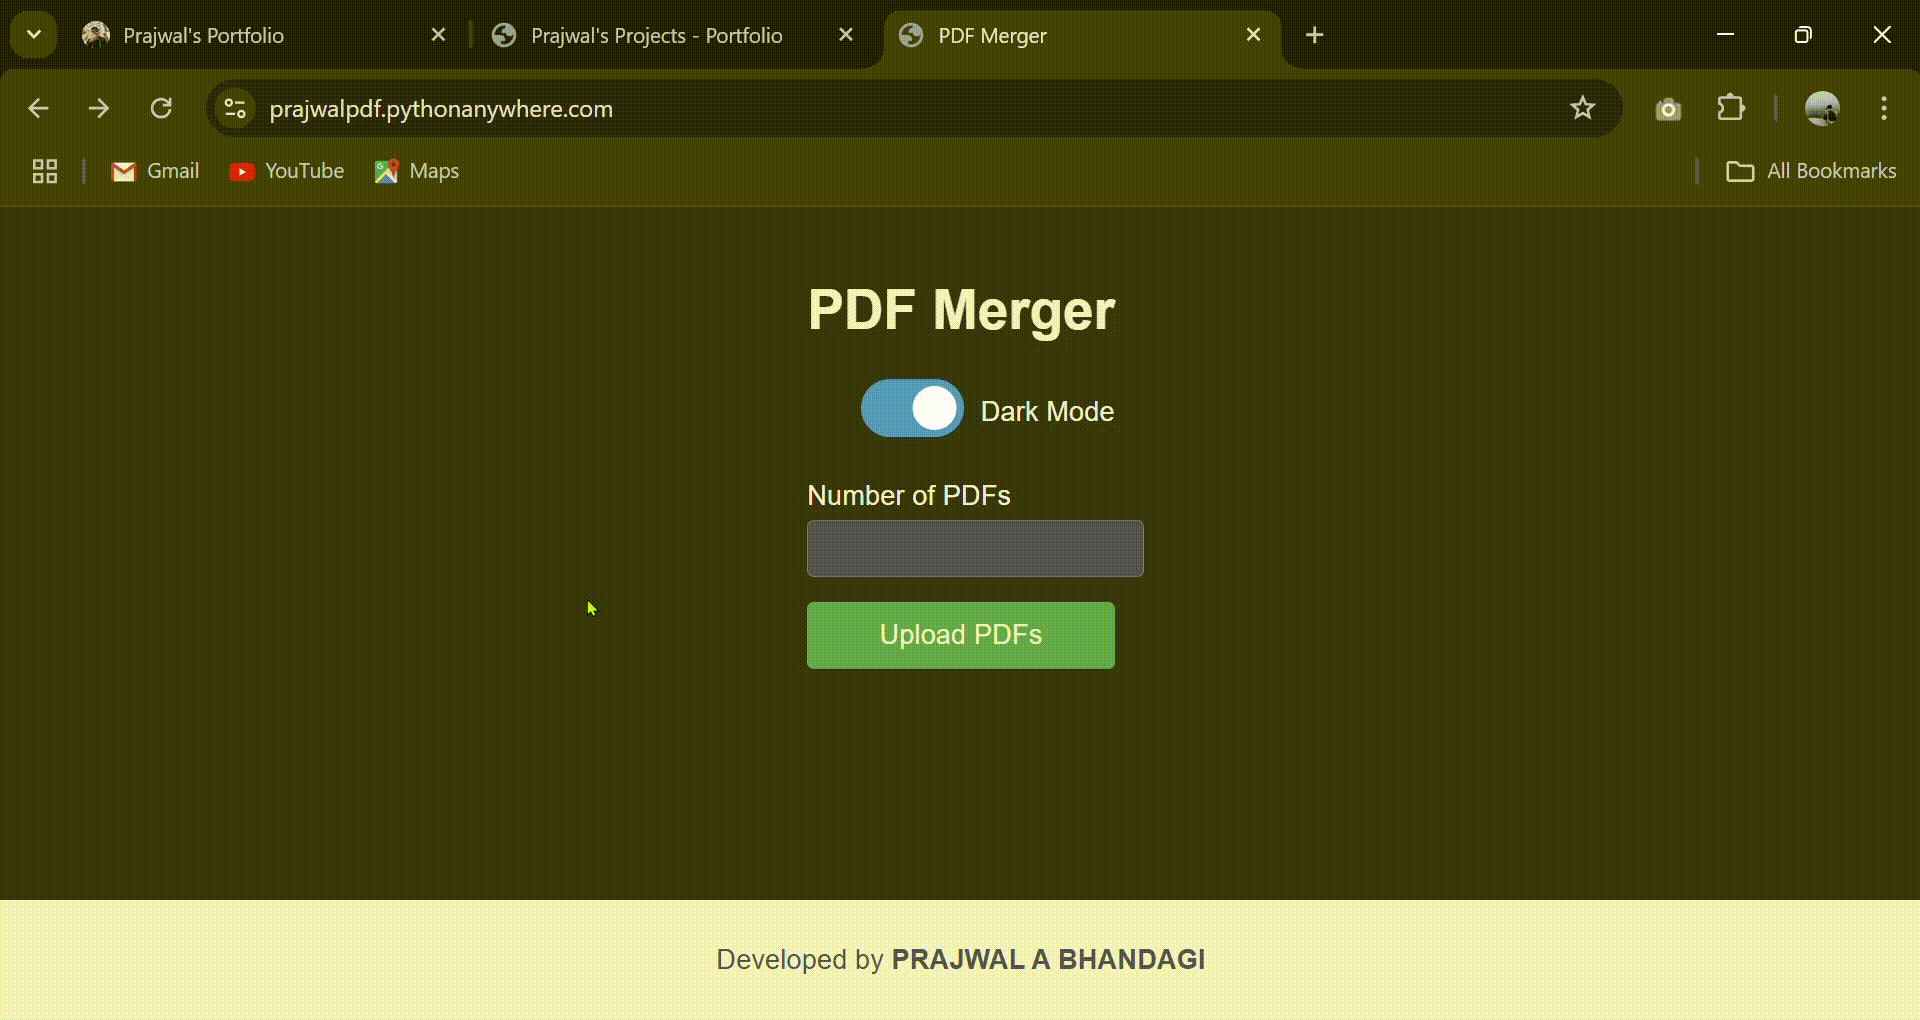 Prajwal's Portfolio
Prajwal's Projects - Portfolio
PDF Merger
prajwalpdf.pythonanywhere.com
Gmail
YouTube
Maps
All Bookmarks
PDF Merger
Dark Mode
Number of PDFs
Upload PDFs
Developed by PRAJWAL A BHANDAGI